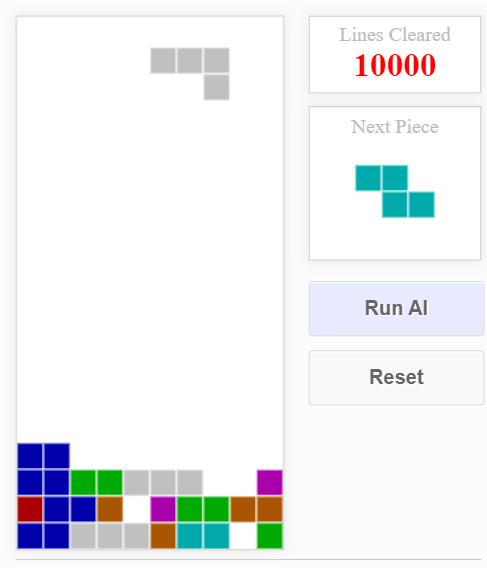 Lines Cleared
10000
Next Piece
Run AI
Reset